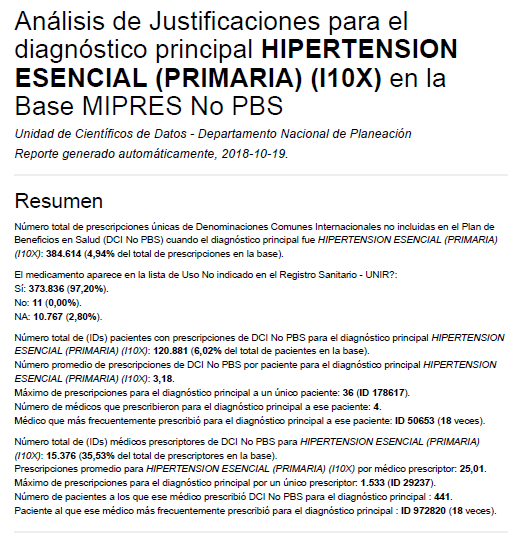 Análisis de Justificaciones para el
diagnóstico principal HIPERTENSION
ESENCIAL (PRIMARIA) (I10X) en la
Base MIPRES No PBS
Unidad de Científicos de Datos - Departamento Nacional de Planeación
Reporte generado automáticamente, 2018-10-19.
Resumen
Número total de prescripciones únicas de Denominaciones Comunes Internacionales no incluidas en el Plan de
Beneficios en Salud (DCI No PBS) cuando el diagnóstico principal fue HIPERTENSION ESENCIAL (PRIMARIA)
(I10X): 384.614 (4,94% del total de prescripciones en la base).
El medicamento aparece en la lista de Uso No indicado en el Registro Sanitario - UNIR?:
Sí: 373.836 (97,20%).
No: 11 (0,00%).
NA: 10.767 (2,80%).
Número total de (IDs) pacientes con prescripciones de DCI No PBS para el diagnóstico principal HIPERTENSION
ESENCIAL (PRIMARIA) (I10X): 120.881 (6,02% del total de pacientes en la base).
Número promedio de prescripciones de DCI No PBS por paciente para el diagnóstico principal HIPERTENSION
ESENCIAL (PRIMARIA) (I10X): 3,18.
Máximo de prescripciones para el diagnóstico principal a un único paciente: 36 (ID 178617).
Número de médicos que prescribieron para el diagnóstico principal a ese paciente: 4.
Médico que más frecuentemente prescribió para el diagnóstico principal a ese paciente: ID 50653 (18 veces).
Número total de (IDs) médicos prescriptores de DCI No PBS para HIPERTENSION ESENCIAL (PRIMARIA)
(I10X): 15.376 (35,53% del total de prescriptores en la base).
Prescripciones promedio para HIPERTENSION ESENCIAL (PRIMARIA) (I10X) por médico prescriptor: 25,01.
Máximo de prescripciones para el diagnóstico principal por un único prescriptor: 1.533 (ID 29237).
Número de pacientes a los que ese médico prescribió DCI No PBS para el diagnóstico principal : 441.
Paciente al que ese médico más frecuentemente prescribió para el diagnóstico principal : ID 972820 (18 veces).